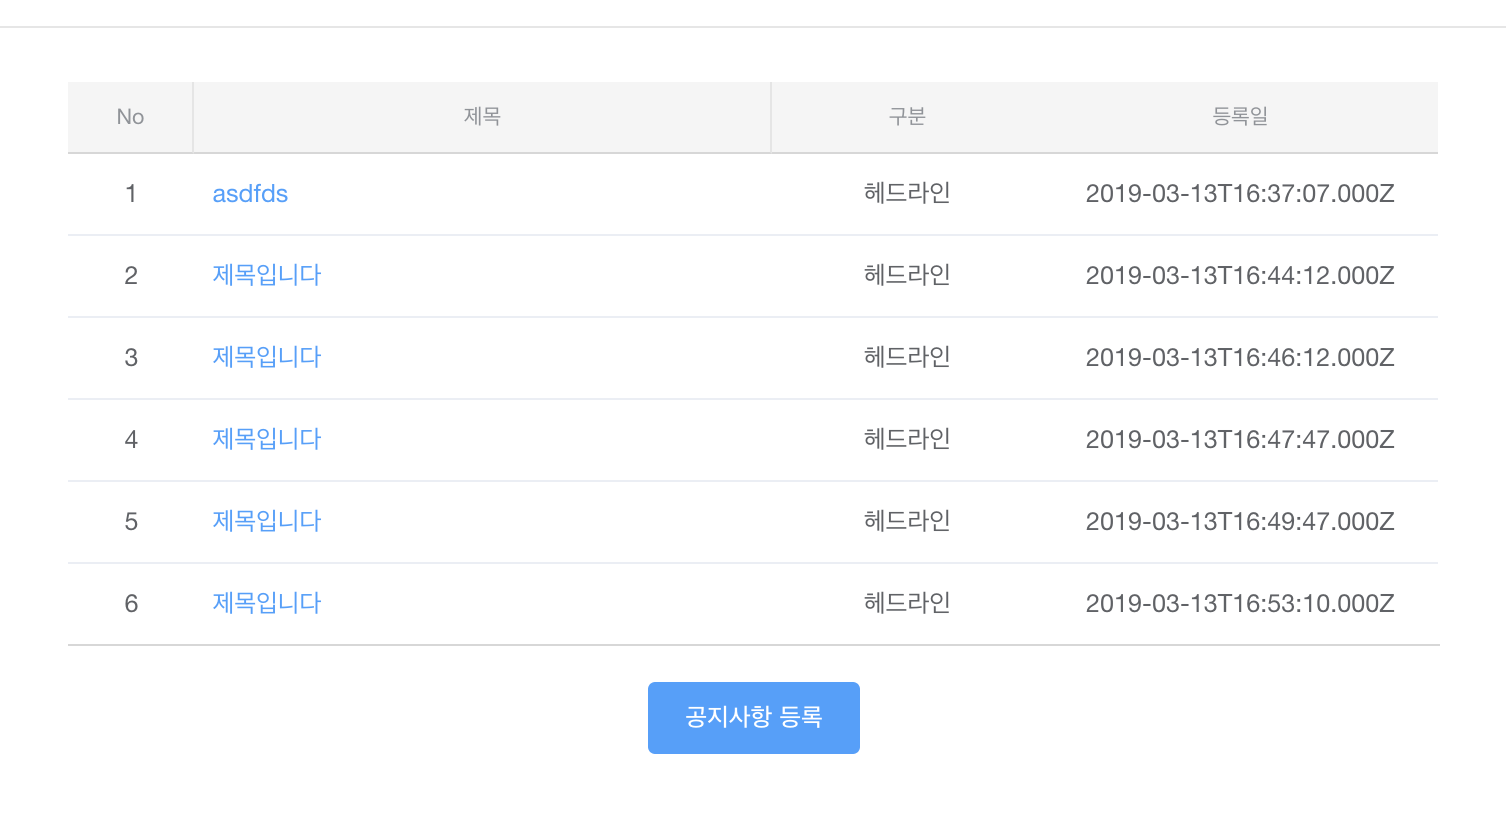 No 제목 구분 등록일
1 asdfds 헤드라인 2019-03-13T16:37:07.000Z
2 제목입니다 헤드라인 2019-03-13T16:44:12.000Z
3 제목입니다 헤드라인 2019-03-13T16:46:12.000Z
4 제목입니다 헤드라인 2019-03-13T16:47:47.000Z
5 제목입니다 헤드라인 2019-03-13T16:49:47.000Z
6 제목입니다 헤드라인 2019-03-13T16:53:10.000Z
공지사항 등록